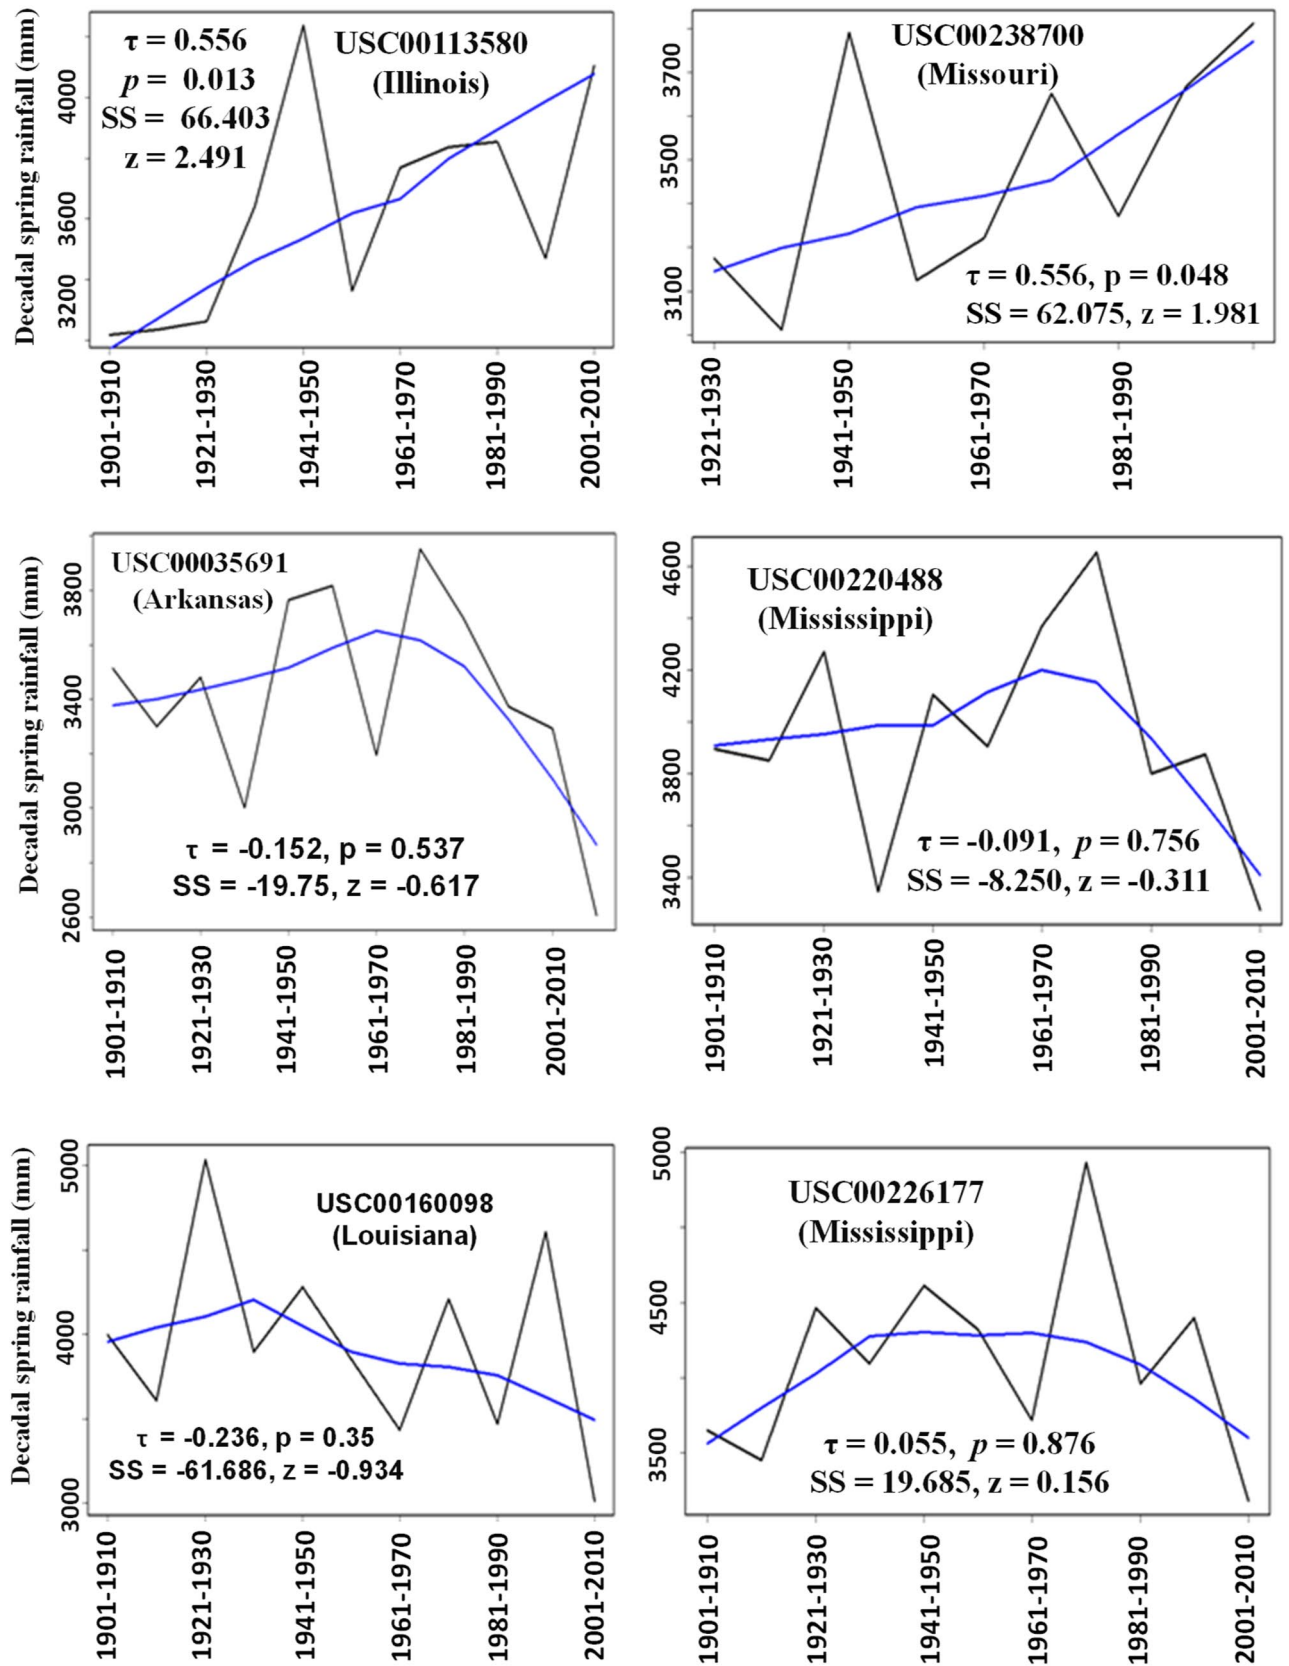 Decadal spring rainfall (mm)
4000
3600
3200
τ = 0.556
p = 0.013
SS = 66.403
z = 2.491
USC00113580
(Illinois)
1901-1910
1921-1930
1941-1950
1961-1970
1981-1990
2001-2010
3700
3500
3100
USC00238700
(Missouri)
τ = 0.556, p = 0.048
SS = 62.075, z = 1.981
1921-1930
1941-1950
1961-1970
1981-1990
Decadal spring rainfall (mm)
3800
3400
3000
2600
USC00035691
(Arkansas)
τ = -0.152, p = 0.537
SS = -19.75, z = -0.617
1901-1910
1921-1930
1941-1950
1961-1970
1981-1990
2001-2010
4600
4200
3800
3400
USC00220488
(Mississippi)
τ = -0.091, p = 0.756
SS = -8.250, z = -0.311
1901-1910
1921-1930
1941-1950
1961-1970
1981-1990
2001-2010
Decadal spring rainfall (mm)
5000
4000
3000
USC00160098
(Louisiana)
τ = -0.236, p = 0.35
SS = -61.686, z = -0.934
1901-1910
1921-1930
1941-1950
1961-1970
1981-1990
2001-2010
5000
4500
3500
USC00226177
(Mississippi)
τ = 0.055, p = 0.876
SS = 19.685, z = 0.156
1901-1910
1921-1930
1941-1950
1961-1970
1981-1990
2001-2010